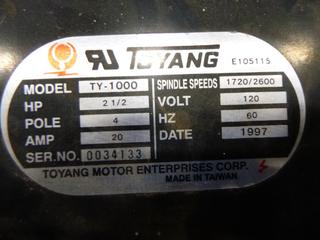 RU TOYANG E105115
MODEL TY-1000 SPINDLE SPEEDS 1720/2600
HP 2 1/2 VOLT 120
POLE 4 HZ 60
AMP 20 DATE 1997
SER.NO. 0034133
TOYANG MOTOR ENTERPRISES CORP.
MADE IN TAIWAN